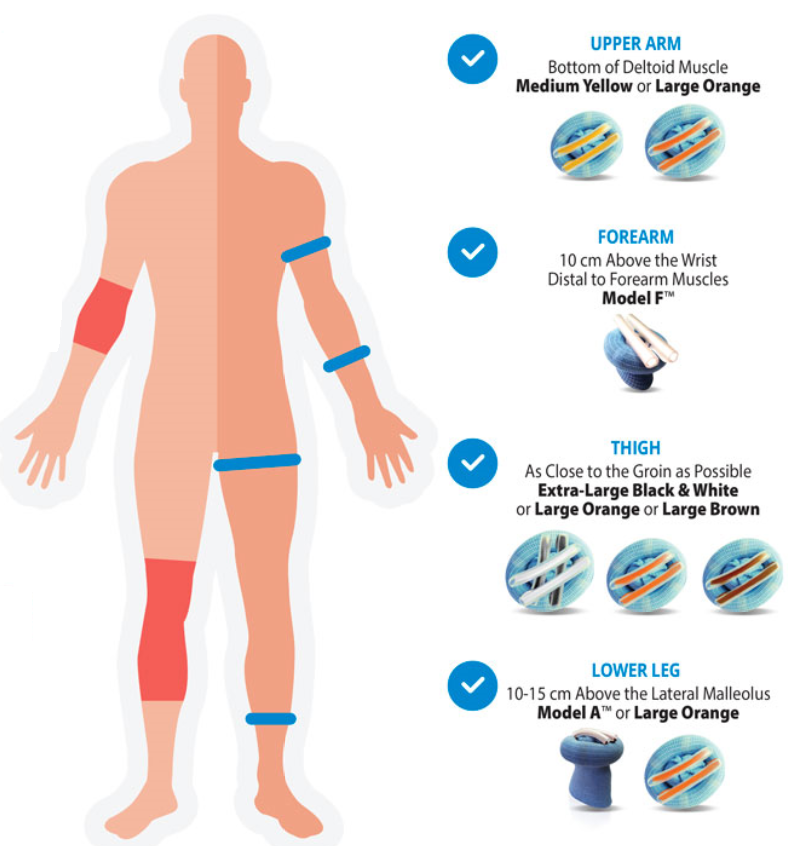 UPPER ARM
Bottom of Deltoid Muscle
Medium Yellow or Large Orange
FOREARM
10 cm Above the Wrist
Distal to Forearm Muscles
Model F™
THIGH
As Close to the Groin as Possible
Extra-Large Black & White
or Large Orange or Large Brown
LOWER LEG
10-15 cm Above the Lateral Malleolus
Model A™ or Large Orange